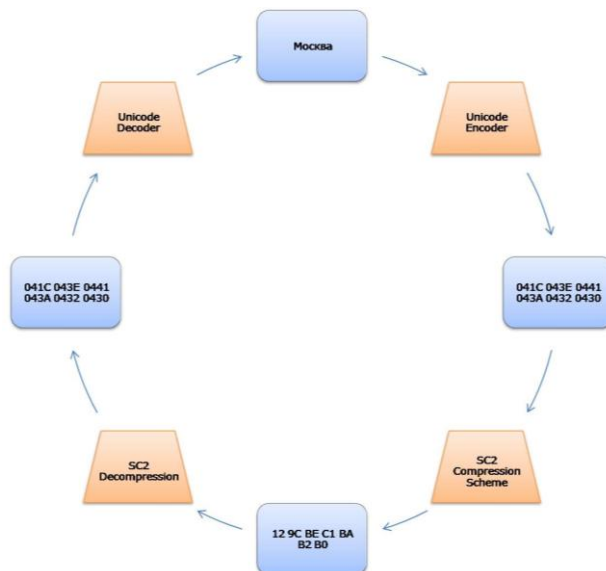 Москва
Unicode
Encoder
041C 043E 0441
043A 0432 0430
SC2
Compression
Scheme
12 9C BE C1 BA
B2 B0
SC2
Decompression
041C 043E 0441
043A 0432 0430
Unicode
Decoder